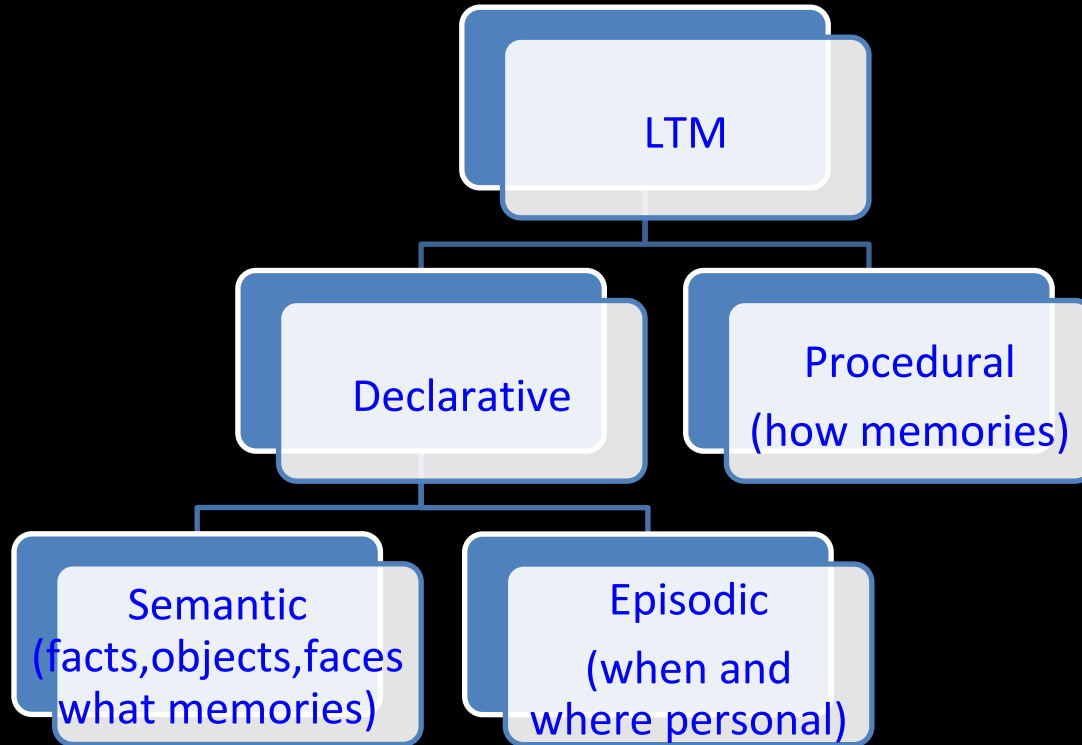 LTM
Declarative
Procedural
(how memories)
Semantic
(facts,objects,faces
what memories)
Episodic
(when and
where personal)